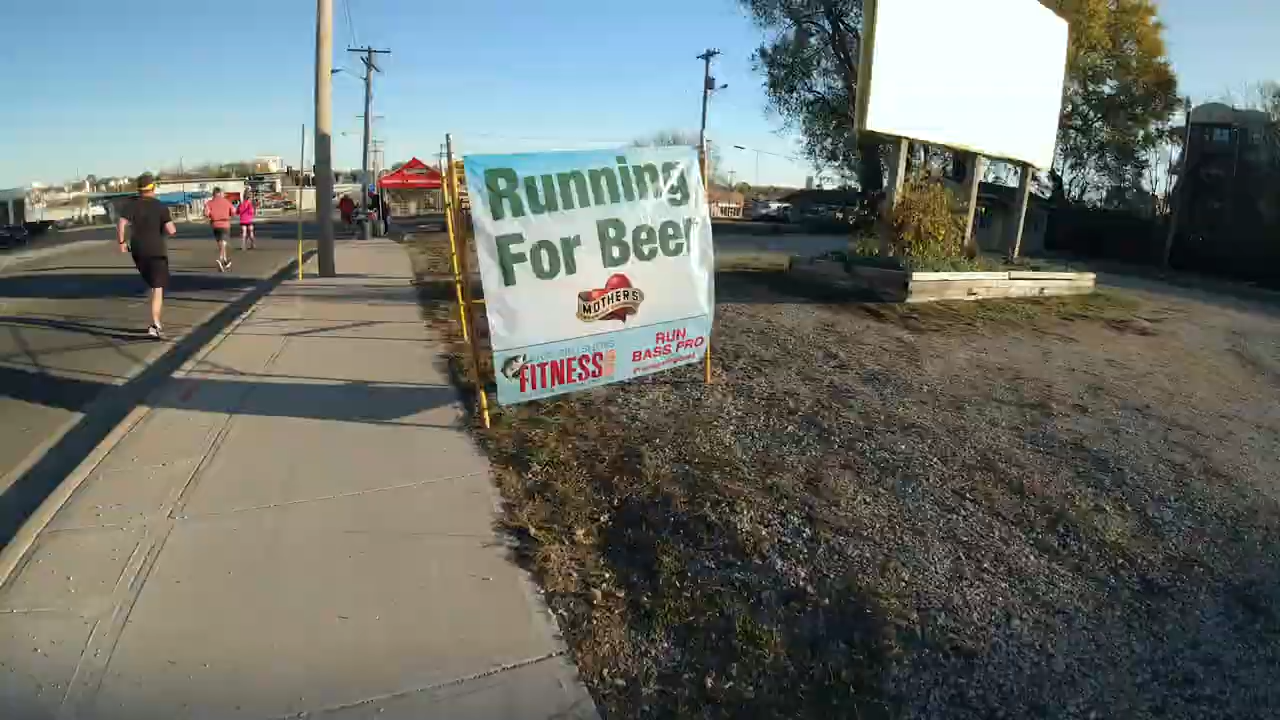 Running
For Beer
MOTHERS
FITNESS
RUN
BASS PRO